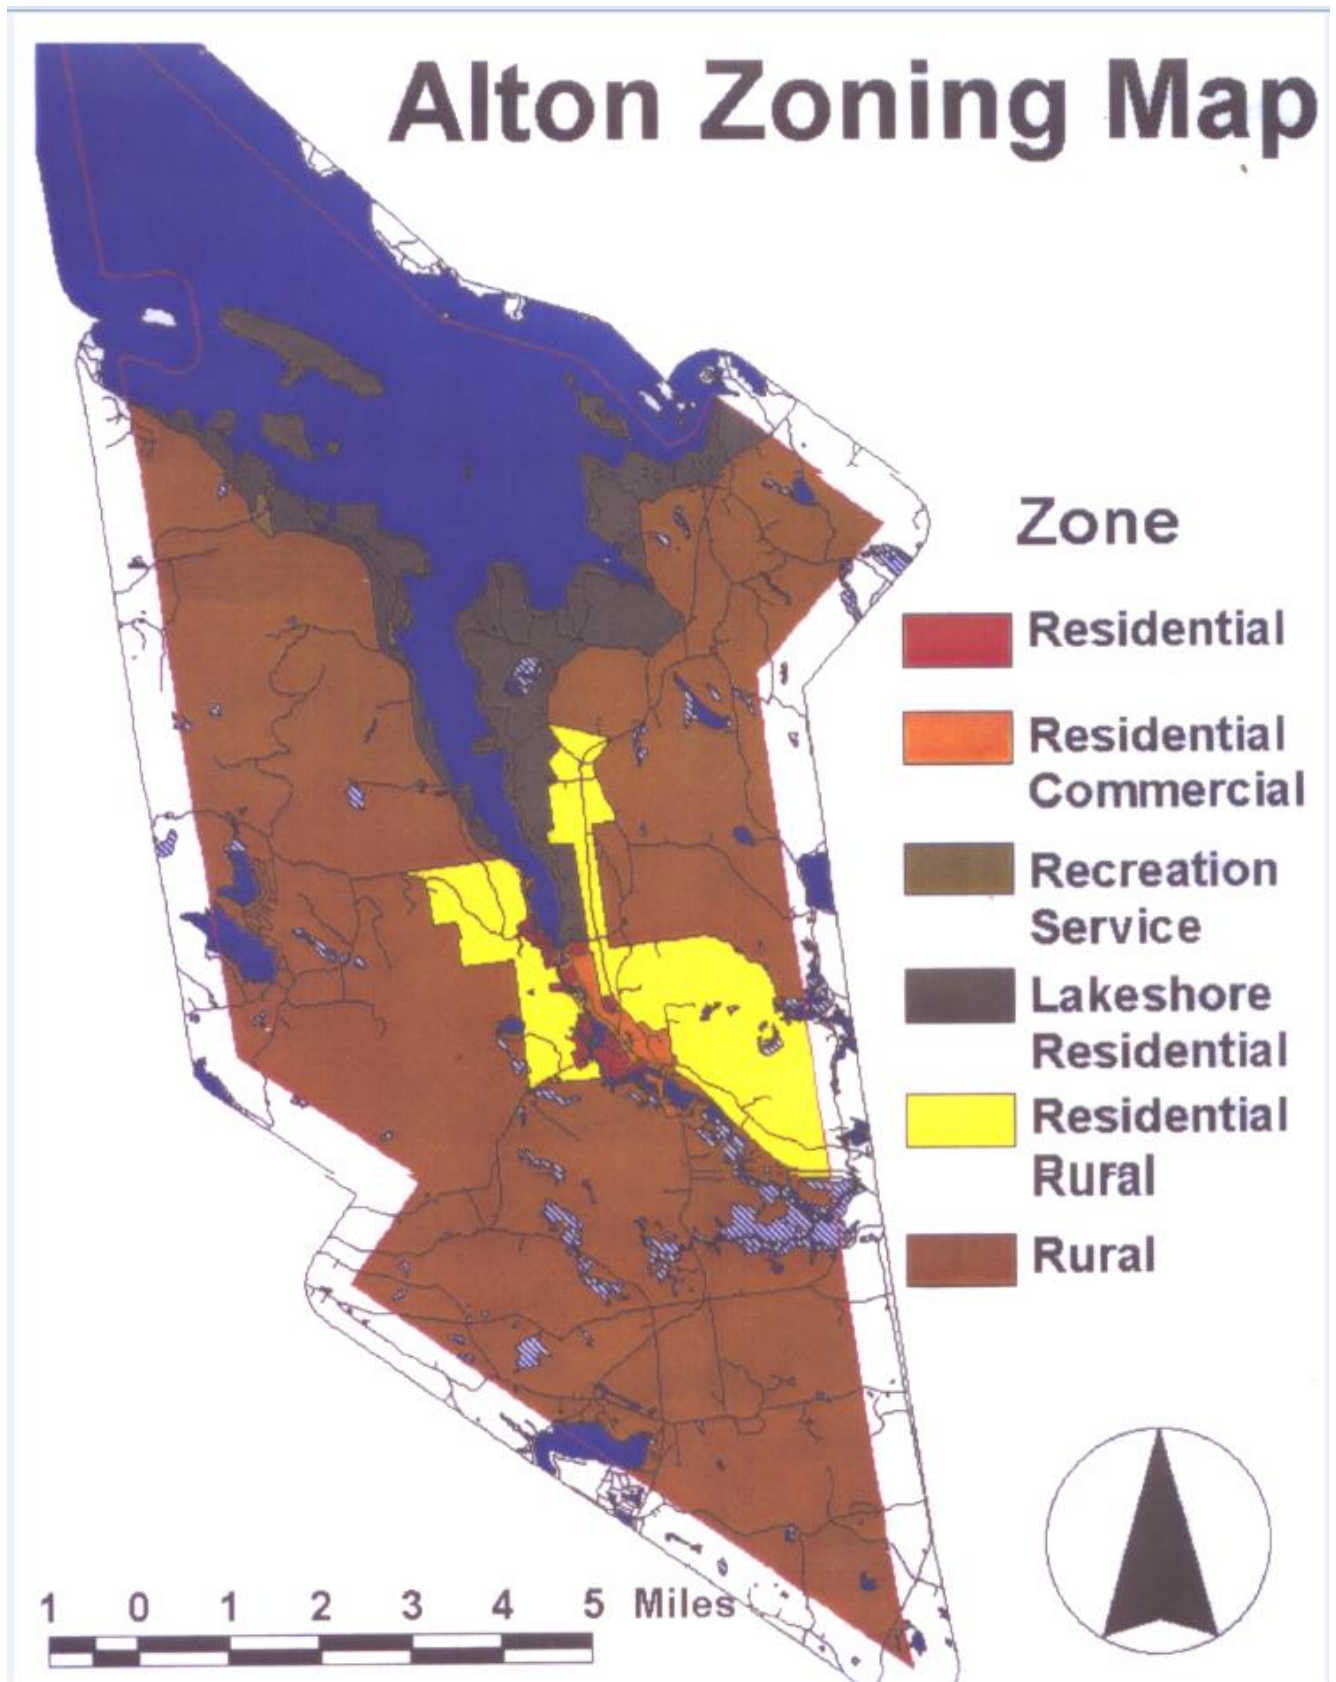 Alton Zoning Map
Zone
Residential
Residential
Commercial
Recreation
Service
Lakeshore
Residential
Residential
Rural
Rural
1 0 1 2 3 4 5 Miles